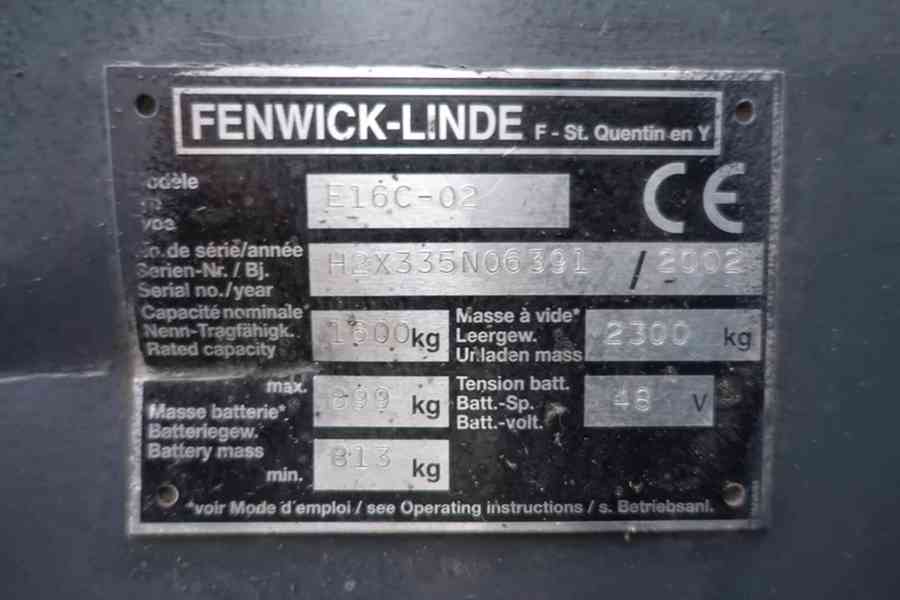 FENWICK-LINDE F - St. Quentin en Y
odèle E16C-02 CE
No.de série/année
Serien-Nr. / Bj. H2X335N06391 / 2002
Serial no./year
Capacité nominale* Masse à vide*
Nenn-Tragfähigk. 1600 kg Leergew. 2300 kg
Rated capacity Unladen mass
max. 899 kg Tension batt.
Masse batterie* Batt.-Sp. 48 V
Batteriegew. Batt.-volt.
Battery mass 813 kg
min.
*voir Mode d'emploi / see Operating instructions / s. Betriebsanl.